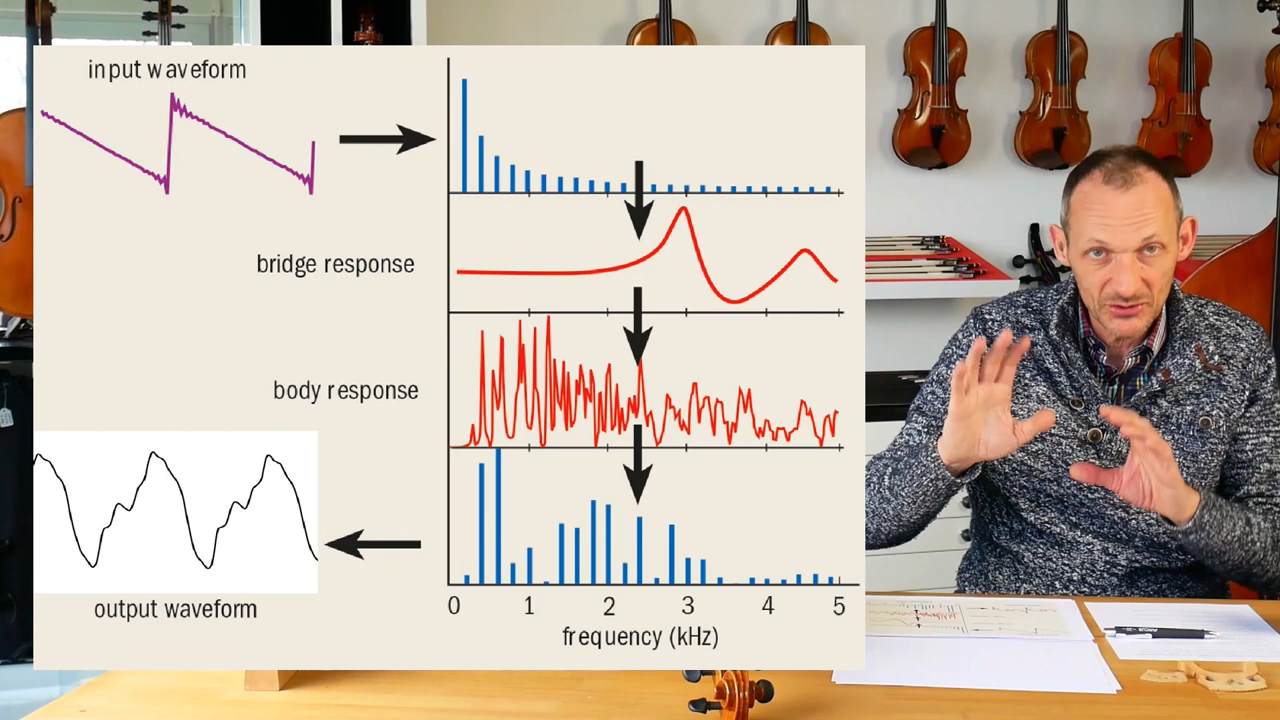 input waveform
bridge response
body response
output waveform
0 1 2 3 4 5
frequency (kHz)